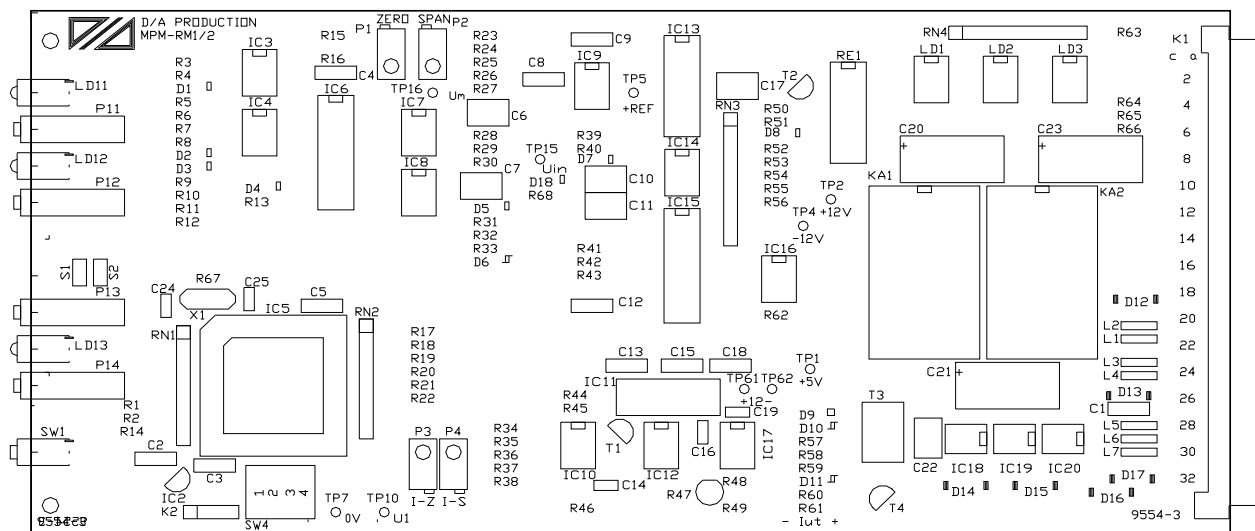 D/A PRODUCTION
MPM-RM1/2
IC3
IC4
R3
R4
D1
R5
R6
R7
R8
D2
D3
R9
R10
R11
R12
D4
R13
LD11
P11
LD12
P12
S1
S2
P13
LD13
P14
SW1
R1
R2
R14
C2
IC2
K2
C3
SW4
1 2 3 4
C24
R67
X1
C25
C5
IC5
RN1
RN2
R15
R16
C4
IC6
P1
ZERO
SPAN
P2
TP16
Um
IC7
IC8
R23
R24
R25
R26
R27
C6
R28
R29
R30
C7
D5
R31
R32
R33
D6
R17
R18
R19
R20
R21
R22
P3
P4
I-Z
I-S
TP7
0V
TP10
U1
R34
R35
R36
R37
R38
C9
C8
IC9
TP5
+REF
TP15
Uin
D18
R68
R39
R40
D7
C10
C11
R41
R42
R43
C12
IC13
IC14
IC15
C17
RN3
T2
R50
R51
D8
R52
R53
R54
R55
R56
TP2
+12V
TP4
-12V
IC16
R62
RE1
C13
C15
C18
IC11
TP61
TP62
+12-
C19
TP1
+5V
R44
R45
T1
IC10
IC12
C16
IC17
C14
R46
R47
R48
R49
D9
D10
R57
R58
R59
D11
R60
R61
- Iut +
RN4
R63
LD1
LD2
LD3
R64
R65
R66
C20
C23
KA1
KA2
C21
T3
C22
IC18
IC19
IC20
T4
D14
D15
D16
D17
K1
c a
2
4
6
8
10
12
14
16
18
20
22
24
26
28
30
32
D12
L2
L1
L3
L4
D13
C1
L5
L6
L7
9554-3